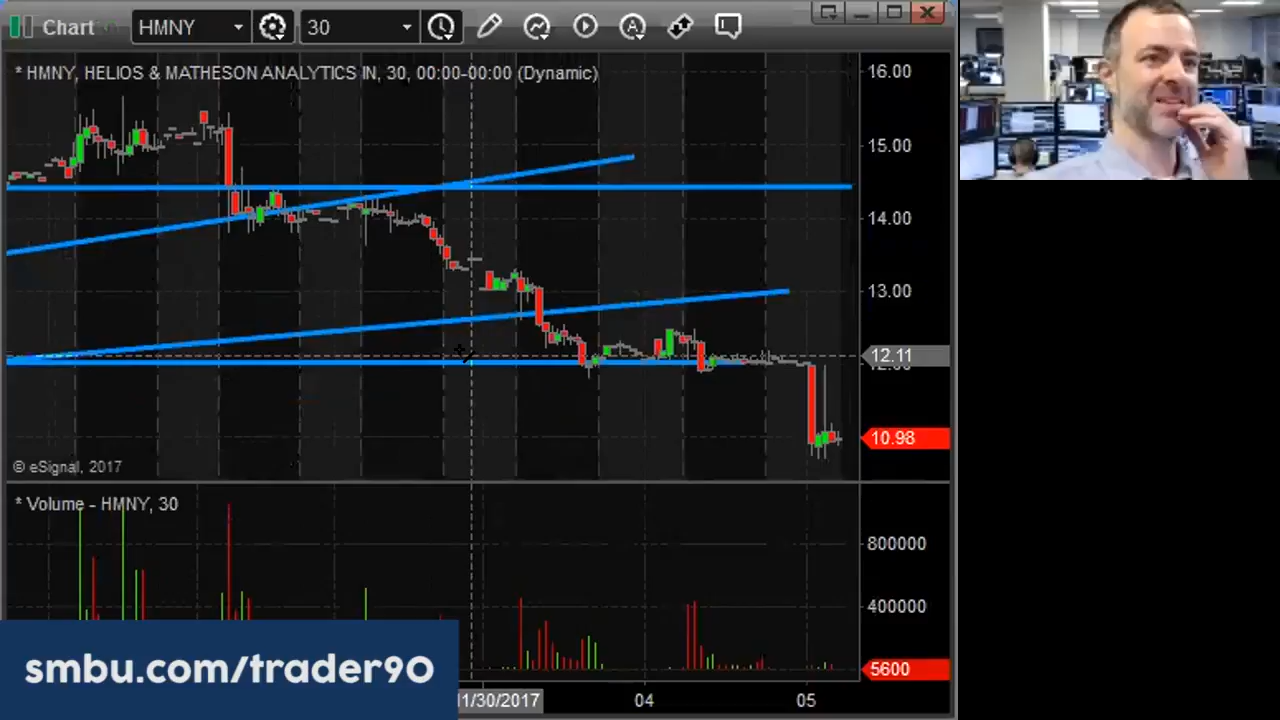 Chart
HMNY
30
* HMNY, HELIOS & MATHESON ANALYTICS IN, 30, 00:00-00:00 (Dynamic)
16.00
15.00
14.00
13.00
12.11
12.00
10.98
© eSignal, 2017
* Volume - HMNY, 30
800000
400000
5600
smbu.com/trader90
11/30/2017
04
05